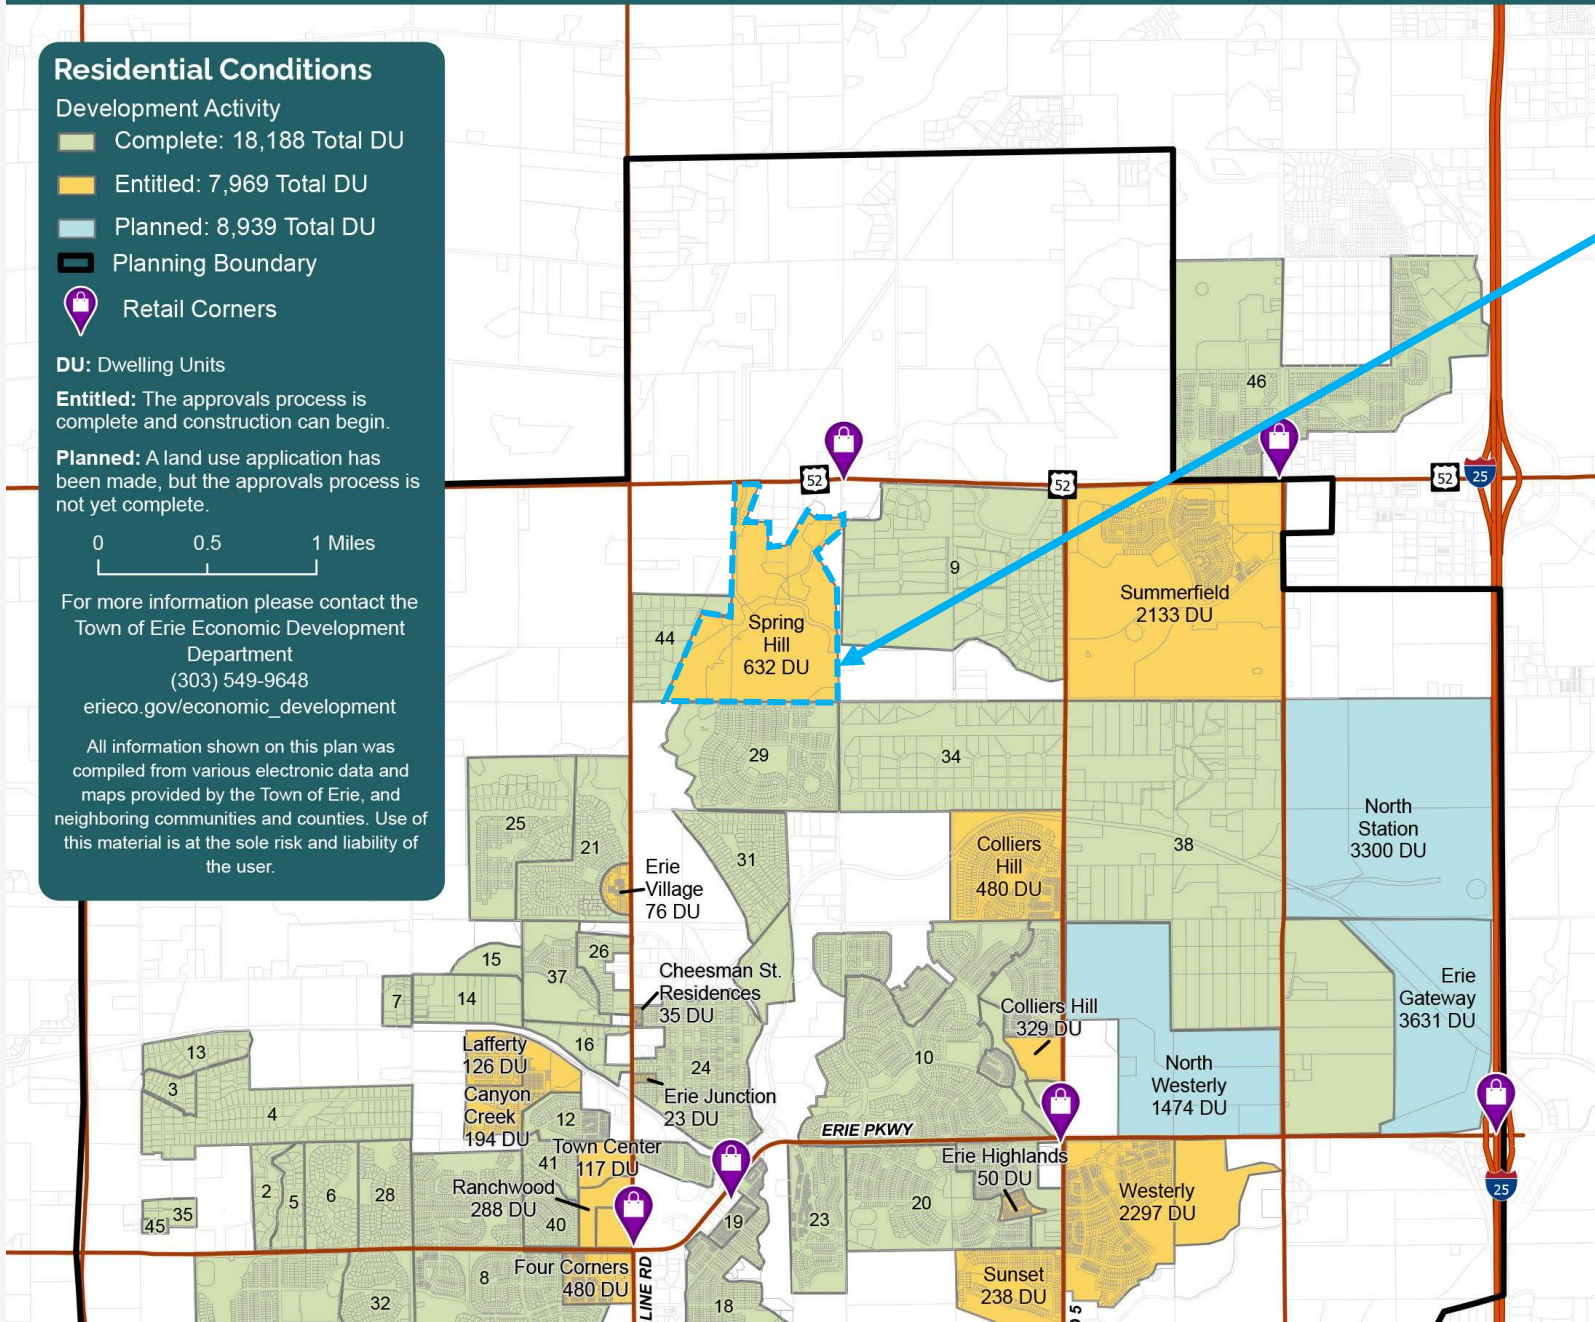 Residential Conditions
Development Activity
Complete: 18,188 Total DU
Entitled: 7,969 Total DU
Planned: 8,939 Total DU
Planning Boundary
Retail Corners
DU: Dwelling Units
Entitled: The approvals process is
complete and construction can begin.
Planned: A land use application has
been made, but the approvals process is
not yet complete.
0 0.5 1 Miles
For more information please contact the
Town of Erie Economic Development
Department
(303) 549-9648
erieco.gov/economic_development
All information shown on this plan was
compiled from various electronic data and
maps provided by the Town of Erie, and
neighboring communities and counties. Use of
this material is at the sole risk and liability of
the user.
46
52
52
52
25
9
Summerfield
2133 DU
Spring
Hill
632 DU
44
29
34
North
Station
3300 DU
25
21
Erie
Village
76 DU
31
Colliers
Hill
480 DU
38
15
26
37
7
14
Cheesman St.
Residences
35 DU
Colliers Hill
329 DU
Erie
Gateway
3631 DU
13
3
4
Lafferty
126 DU
16
24
10
North
Westerly
1474 DU
Canyon
Creek
194 DU
12
Erie Junction
23 DU
ERIE PKWY
Town Center
117 DU
41
Erie Highlands
50 DU
2
5
6
28
Ranchwood
288 DU
40
45
35
19
23
20
Westerly
2297 DU
25
8
Four Corners
480 DU
32
LINE RD
18
Sunset
238 DU
5